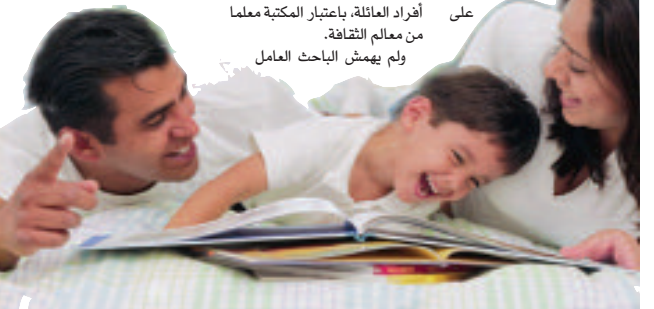 على أفراد العائلة، باعتبار المكتبة معلما
من معالم الثقافة.
ولم يهمش الباحث العامل